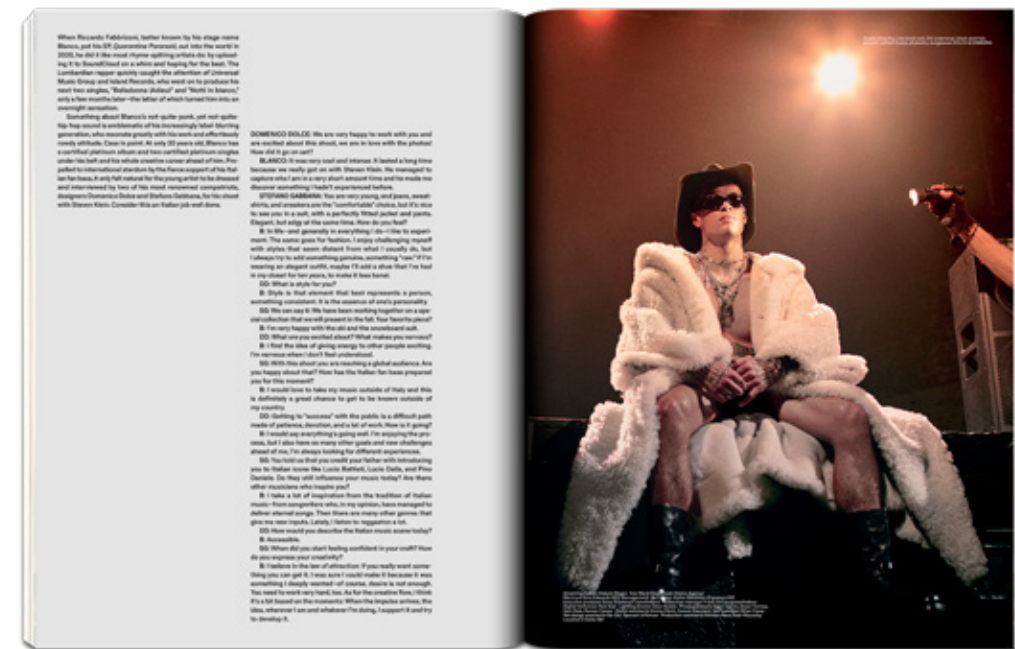 When Riccardo Fabbriconi, better known by his stage name
Blanco, put his EP, Quarantine Paranoid, out into the world in
2020, he did it like most rhyme-spitting artists do: by upload-
ing it to SoundCloud on a whim and hoping for the best. The
Lombardian rapper quickly caught the attention of Universal
Music Group and Island Records, who went on to produce his
next two singles, "Belladonna (Adieu)" and "Notti in bianco,"
only a few months later—the latter of which turned him into an
overnight sensation.
Something about Blanco's not-quite-punk, yet not-quite-
hip-hop sound is emblematic of his increasingly label-blurring
generation, who resonate greatly with his work and effortlessly
rowdy attitude. Case in point: At only 20 years old, Blanco has
a certified platinum album and two certified platinum singles
under his belt and his whole creative career ahead of him. Pro-
pelled to international stardom by the fierce support of his Ital-
ian fan base, it only felt natural for the young artist to be dressed
and interviewed by two of his most renowned compatriots,
designers Domenico Dolce and Stefano Gabbana, for his shoot
with Steven Klein: Consider this an Italian job well done.
DOMENICO DOLCE: We are very happy to work with you and
are excited about this shoot, we are in love with the photos!
How did it go on set?
BLANCO: It was very cool and intense. It lasted a long time
because we really got on with Steven Klein. He managed to
capture who I am in a very short amount time and he made me
discover something I hadn't experienced before.
STEFANO GABBANA: You are very young, and jeans, sweat-
shirts, and sneakers are the "comfortable" choice, but it's nice
to see you in a suit, with a perfectly fitted jacket and pants.
Elegant, but edgy at the same time. How do you feel?
B: In life—and generally in everything I do—I like to experi-
ment. The same goes for fashion. I enjoy challenging myself
with styles that seem distant from what I usually do, but
I always try to add something genuine, something "raw." If I'm
wearing an elegant outfit, maybe I'll add a shoe that I've had
in my closet for ten years, to make it less banal.
DD: What is style for you?
B: Style is that element that best represents a person,
something consistent. It is the essence of one's personality.
SG: We can say it: We have been working together on a spe-
cial collection that we will present in the fall. Your favorite piece?
B: I'm very happy with the ski and the snowboard suit.
DD: What are you excited about? What makes you nervous?
B: I find the idea of giving energy to other people exciting.
I'm nervous when I don't feel understood.
SG: With this shoot you are reaching a global audience. Are
you happy about that? How has the Italian fan base prepared
you for this moment?
B: I would love to take my music outside of Italy and this
is definitely a great chance to get to be known outside of
my country.
DD: Getting to "success" with the public is a difficult path
made of patience, devotion, and a lot of work. How is it going?
B: I would say everything's going well. I'm enjoying the pro-
cess, but I also have so many other goals and new challenges
ahead of me, I'm always looking for different experiences.
SG: You told us that you credit your father with introducing
you to Italian icons like Lucio Battisti, Lucio Dalla, and Pino
Daniele. Do they still influence your music today? Are there
other musicians who inspire you?
B: I take a lot of inspiration from the tradition of Italian
music—from songwriters who, in my opinion, have managed to
deliver eternal songs. Then there are many other genres that
give me new inputs. Lately, I listen to reggaeton a lot.
DD: How would you describe the Italian music scene today?
B: Accessible.
SG: When did you start feeling confident in your craft? How
do you express your creativity?
B: I believe in the law of attraction: If you really want some-
thing you can get it. I was sure I could make it because it was
something I deeply wanted—of course, desire is not enough.
You need to work very hard, too. As for the creative flow, I think
it's a lot based on the moments: When the impulse arrives, the
idea, wherever I am and whatever I'm doing, I support it and try
to develop it.